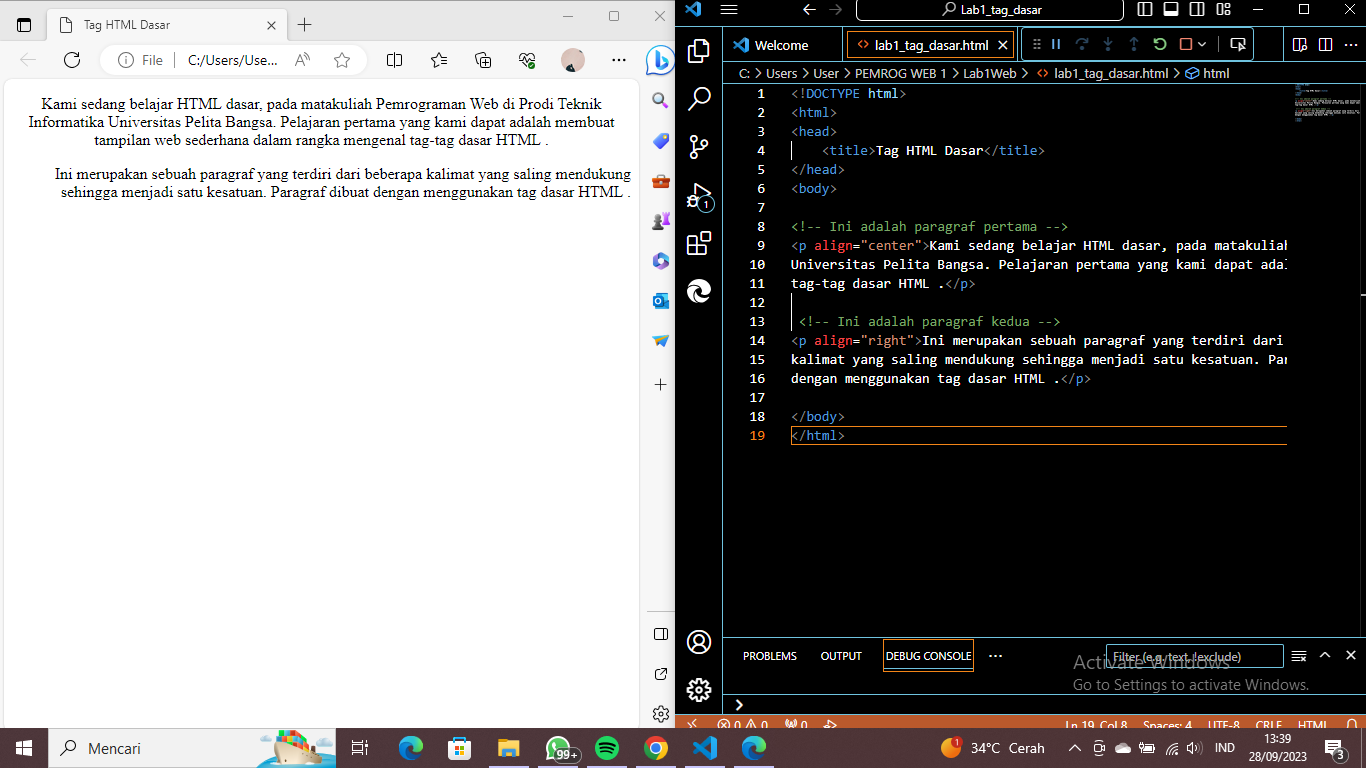 Tag HTML Dasar
File
C:/Users/Use...
Kami sedang belajar HTML dasar, pada matakuliah Pemrograman Web di Prodi Teknik
Informatika Universitas Pelita Bangsa. Pelajaran pertama yang kami dapat adalah membuat
tampilan web sederhana dalam rangka mengenal tag-tag dasar HTML .
Ini merupakan sebuah paragraf yang terdiri dari beberapa kalimat yang saling mendukung
sehingga menjadi satu kesatuan. Paragraf dibuat dengan menggunakan tag dasar HTML .
Lab1_tag_dasar
Welcome
lab1_tag_dasar.html
C: > Users > User > PEMROG WEB 1 > Lab1Web > lab1_tag_dasar.html > html
1 <!DOCTYPE html>
2 <html>
3 <head>
4 <title>Tag HTML Dasar</title>
5 </head>
6 <body>
7
8 <!-- Ini adalah paragraf pertama -->
9 <p align="center">Kami sedang belajar HTML dasar, pada matakuliah
10 Universitas Pelita Bangsa. Pelajaran pertama yang kami dapat adal
11 tag-tag dasar HTML .</p>
12
13 <!-- Ini adalah paragraf kedua -->
14 <p align="right">Ini merupakan sebuah paragraf yang terdiri dari
15 kalimat yang saling mendukung sehingga menjadi satu kesatuan. Par
16 dengan menggunakan tag dasar HTML .</p>
17
18 </body>
19 </html>
1
PROBLEMS OUTPUT DEBUG CONSOLE ...
Filter (e.g. text, !exclude)
Activate Windows
Go to Settings to activate Windows.
0 0 0
Ln 19, Col 8 Spaces: 4 UTF-8 CRLF HTML
Mencari
99+
1
34°C Cerah
IND
13:39
28/09/2023
3